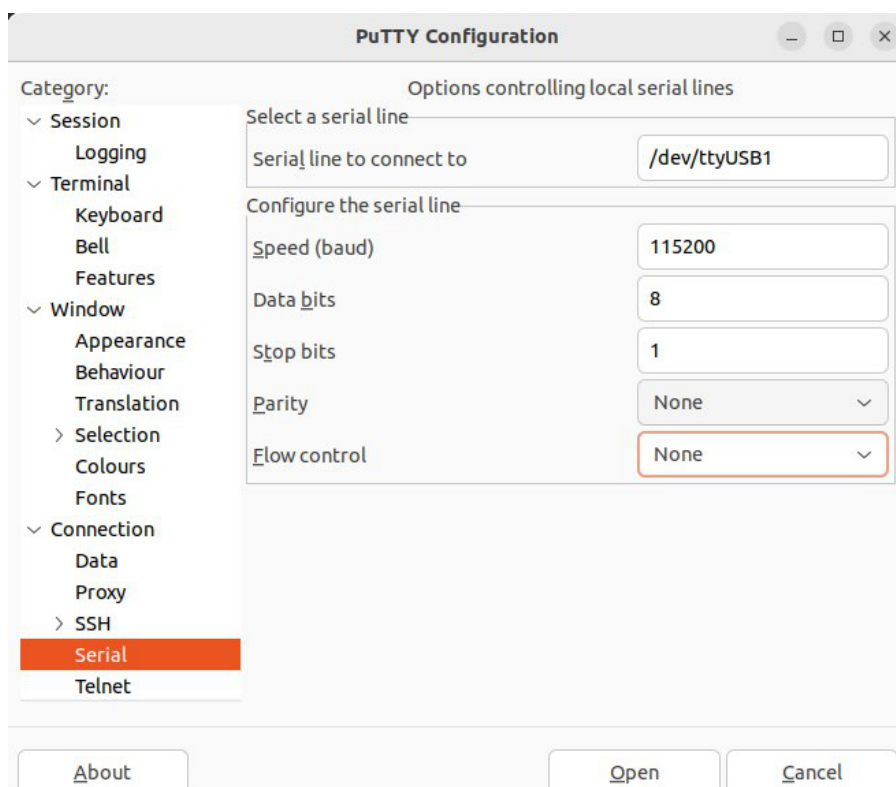 PuTTY Configuration
Category:
Session
Logging
Terminal
Keyboard
Bell
Features
Window
Appearance
Behaviour
Translation
Selection
Colours
Fonts
Connection
Data
Proxy
SSH
Serial
Telnet
Options controlling local serial lines
Select a serial line
Serial line to connect to /dev/ttyUSB1
Configure the serial line
Speed (baud) 115200
Data bits 8
Stop bits 1
Parity None
Flow control None
About Open Cancel